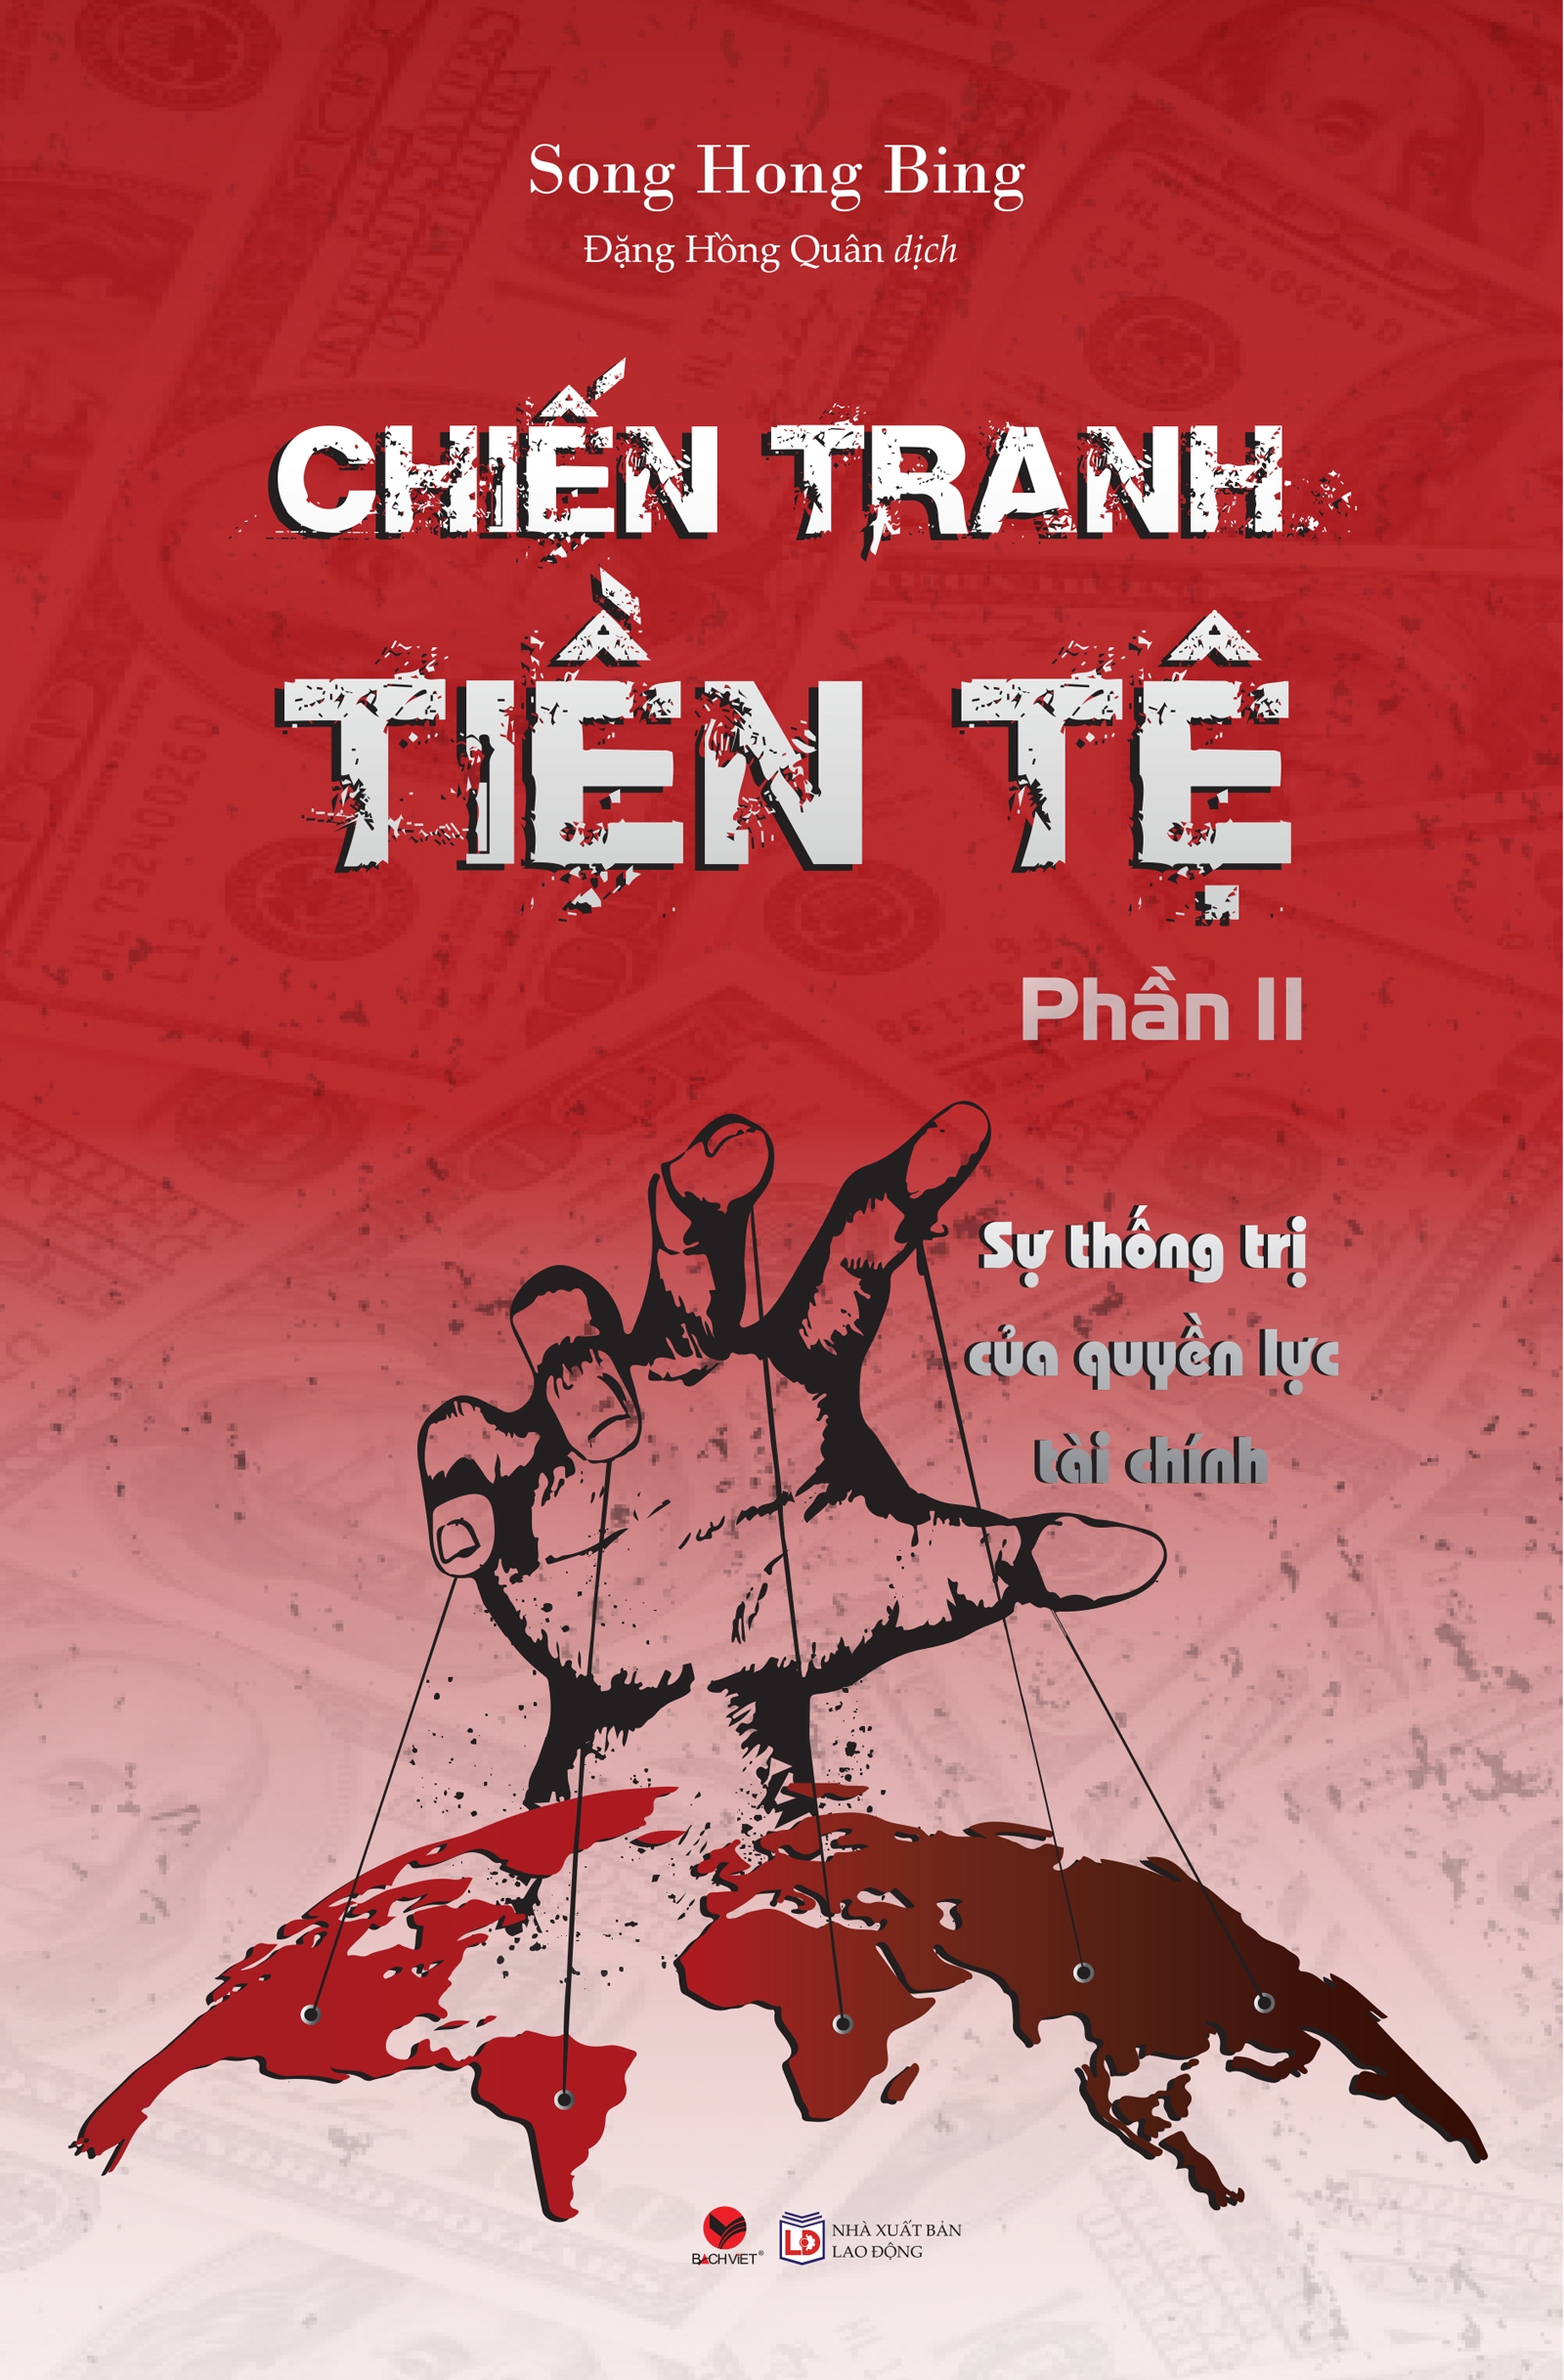 Song Hong Bing
Đặng Hồng Quân dịch
CHIẾN TRANH
TIỀN TỆ
Phần II
Sự thống trị
của quyền lực
tài chính
BACHVIET®
NHÀ XUẤT BẢN
LAO ĐỘNG